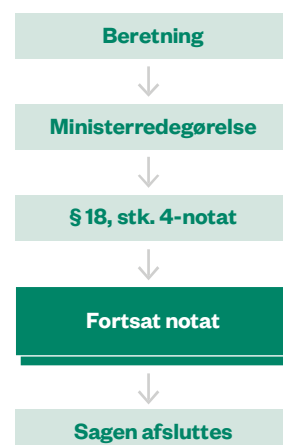 Beretning
Ministerredegørelse
§ 18, stk. 4-notat
Fortsat notat
Sagen afsluttes